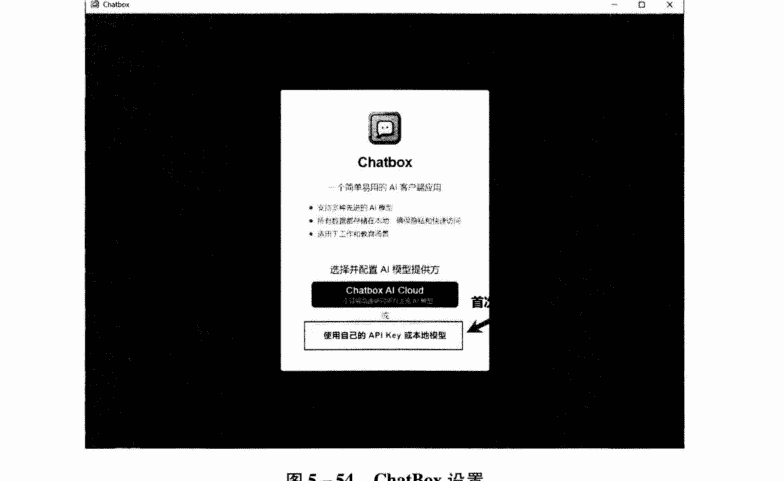 Chatbox
Chatbox
一个简单易用的 AI 客户端应用
支持多种先进的 AI 模型
所有数据都存储在本地，确保隐私和快速访问
适用于工作和教育场景
选择并配置 AI 模型提供方
Chatbox AI Cloud
或
首次
使用自己的 API Key 或本地模型
图 5-54 ChatBox 设置